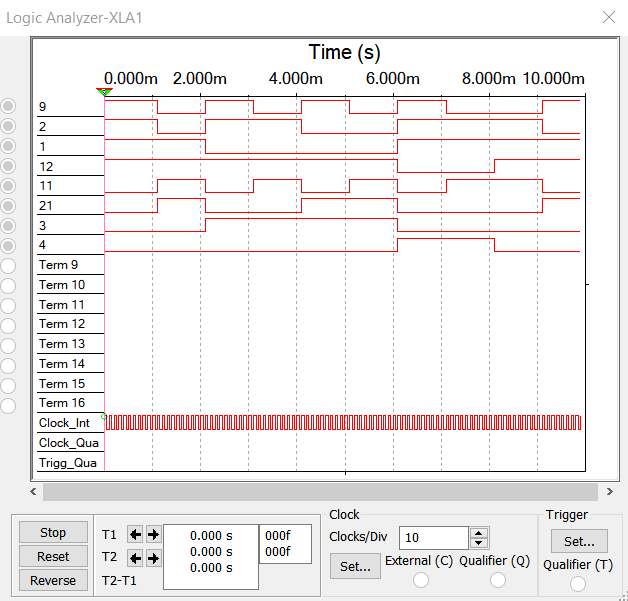 Logic Analyzer-XLA1
Time (s)
0.000m 2.000m 4.000m 6.000m 8.000m 10.000m
9
2
1
12
11
21
3
4
Term 9
Term 10
Term 11
Term 12
Term 13
Term 14
Term 15
Term 16
Clock_Int
Clock_Qua
Trigg_Qua
Stop
Reset
Reverse
T1
T2
T2-T1
0.000 s
0.000 s
0.000 s
000f
000f
Clock
Clocks/Div 10
Set... External (C) Qualifier (Q)
Trigger
Set...
Qualifier (T)